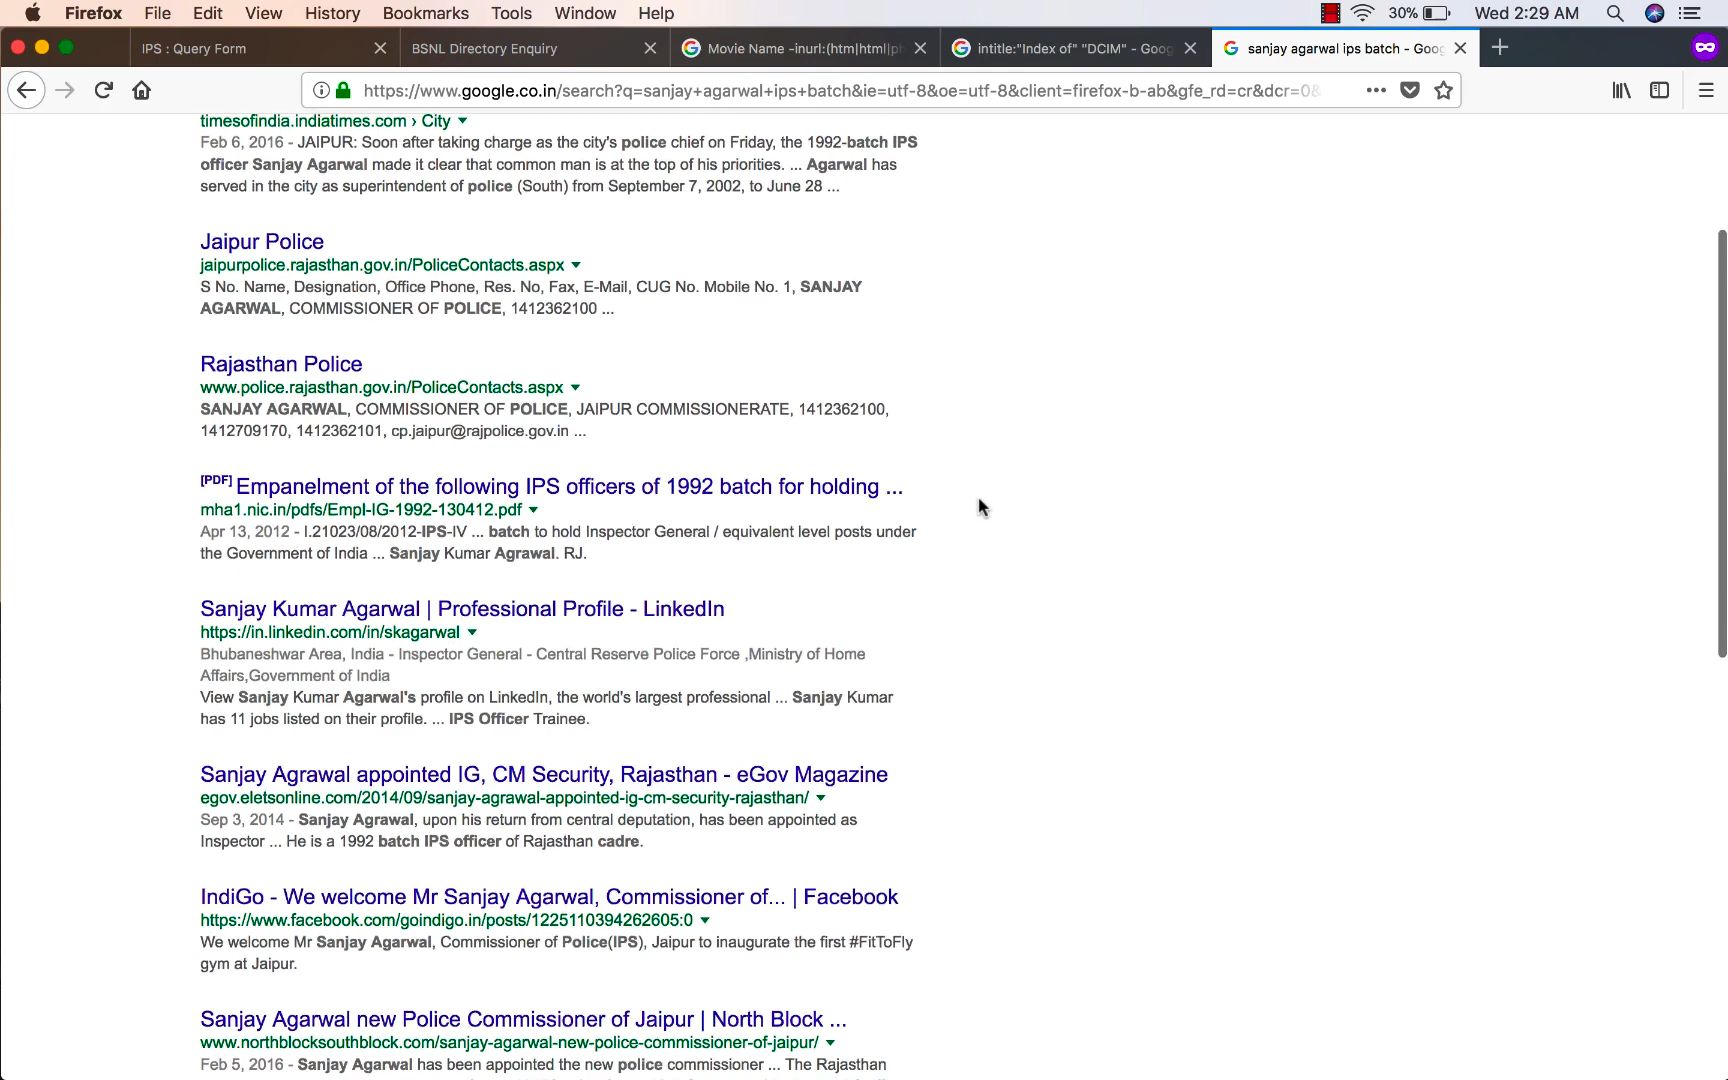 Firefox File Edit View History Bookmarks Tools Window Help 30% Wed 2:29 AM
IPS : Query Form BSNL Directory Enquiry Movie Name -inurl:(htm|html|ph intitle:"Index of" "DCIM" - Goog sanjay agarwal ips batch - Goog
https://www.google.co.in/search?q=sanjay+agarwal+ips+batch&ie=utf-8&oe=utf-8&client=firefox-b-ab&gfe_rd=cr&dcr=0&
timesofindia.indiatimes.com › City
Feb 6, 2016 - JAIPUR: Soon after taking charge as the city's police chief on Friday, the 1992-batch IPS
officer Sanjay Agarwal made it clear that common man is at the top of his priorities. ... Agarwal has
served in the city as superintendent of police (South) from September 7, 2002, to June 28 ...
Jaipur Police
jaipurpolice.rajasthan.gov.in/PoliceContacts.aspx
S No. Name, Designation, Office Phone, Res. No, Fax, E-Mail, CUG No. Mobile No. 1, SANJAY
AGARWAL, COMMISSIONER OF POLICE, 1412362100 ...
Rajasthan Police
www.police.rajasthan.gov.in/PoliceContacts.aspx
SANJAY AGARWAL, COMMISSIONER OF POLICE, JAIPUR COMMISSIONERATE, 1412362100,
1412709170, 1412362101, cp.jaipur@rajpolice.gov.in ...
[PDF] Empanelment of the following IPS officers of 1992 batch for holding ...
mha1.nic.in/pdfs/Empl-IG-1992-130412.pdf
Apr 13, 2012 - I.21023/08/2012-IPS-IV ... batch to hold Inspector General / equivalent level posts under
the Government of India ... Sanjay Kumar Agrawal. RJ.
Sanjay Kumar Agarwal | Professional Profile - LinkedIn
https://in.linkedin.com/in/skagarwal
Bhubaneshwar Area, India - Inspector General - Central Reserve Police Force ,Ministry of Home
Affairs,Government of India
View Sanjay Kumar Agarwal's profile on LinkedIn, the world's largest professional ... Sanjay Kumar
has 11 jobs listed on their profile. ... IPS Officer Trainee.
Sanjay Agrawal appointed IG, CM Security, Rajasthan - eGov Magazine
egov.eletsonline.com/2014/09/sanjay-agrawal-appointed-ig-cm-security-rajasthan/
Sep 3, 2014 - Sanjay Agrawal, upon his return from central deputation, has been appointed as
Inspector ... He is a 1992 batch IPS officer of Rajasthan cadre.
IndiGo - We welcome Mr Sanjay Agarwal, Commissioner of... | Facebook
https://www.facebook.com/goindigo.in/posts/1225110394262605:0
We welcome Mr Sanjay Agarwal, Commissioner of Police(IPS), Jaipur to inaugurate the first #FitToFly
gym at Jaipur.
Sanjay Agarwal new Police Commissioner of Jaipur | North Block ...
www.northblocksouthblock.com/sanjay-agarwal-new-police-commissioner-of-jaipur/
Feb 5, 2016 - Sanjay Agarwal has been appointed the new police commissioner ... The Rajasthan